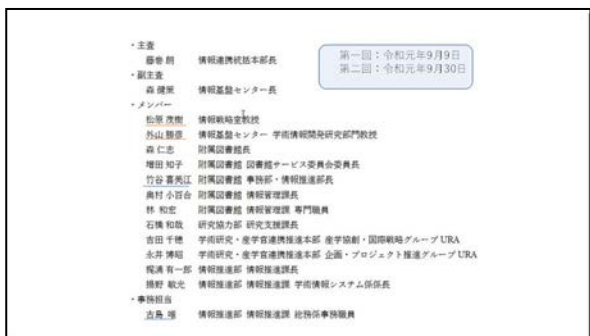 ・主査
藤巻 朗 情報連携統括本部長
第一回：令和元年9月9日
第二回：令和元年9月30日
・副主査
森 健策 情報基盤センター長
・メンバー
松原 茂樹 情報戦略室教授
外山 勝彦 情報基盤センター 学術情報開発研究部門教授
森 仁志 附属図書館長
増田 知子 附属図書館 図書館サービス委員会委員長
竹谷 喜美江 附属図書館 事務部・情報推進部長
奥村 小百合 附属図書館 情報管理課長
林 和宏 附属図書館 情報管理課 専門職員
石橋 和哉 研究協力部 研究支援課長
吉田 千穂 学術研究・産学官連携推進本部 産学協創・国際戦略グループ URA
永井 博昭 学術研究・産学官連携推進本部 企画・プロジェクト推進グループ URA
梶浦 有一郎 情報推進部 情報推進課長
敏光 情報推進部 情報推進課 学術情報システム係係長
・事務担当
古島 唯 情報推進部 情報推進課 総務係事務職員